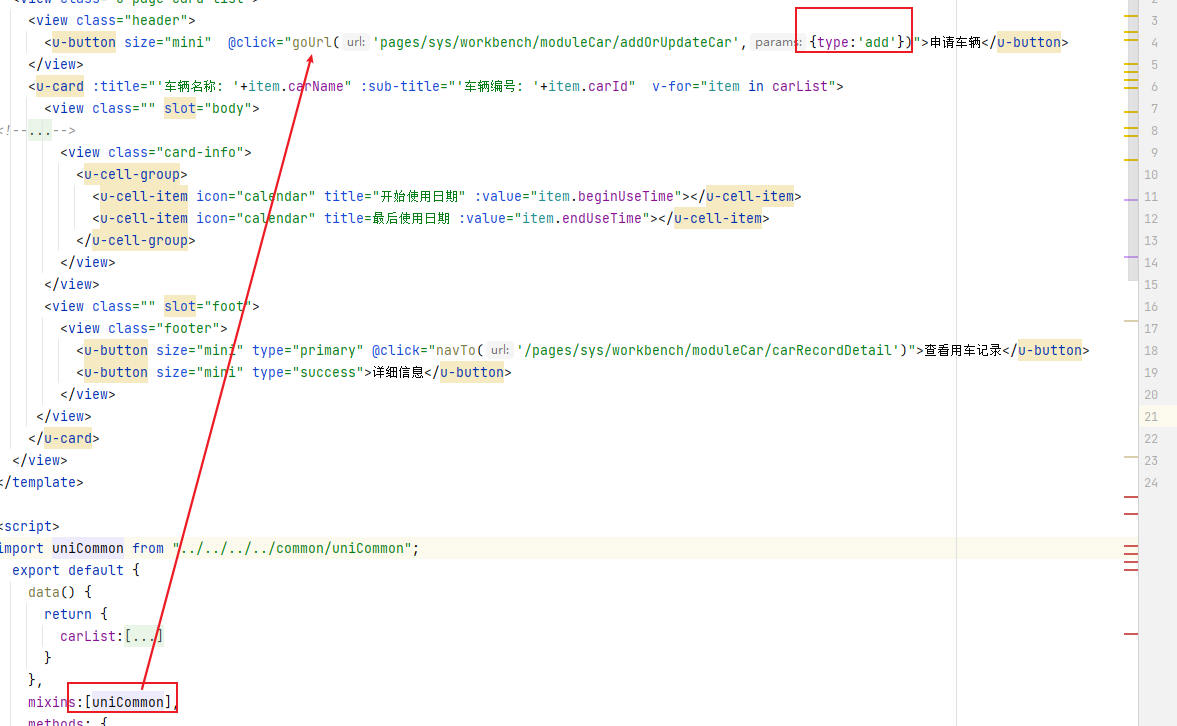 <view class="u-page card-list">
<view class="header">
<u-button size="mini" @click="goUrl( url: 'pages/sys/workbench/moduleCar/addOrUpdateCar', params: {type:'add'})">申请车辆</u-button>
</view>
<u-card :title="'车辆名称: '+item.carName" :sub-title="'车辆编号: '+item.carId" v-for="item in carList">
<view class="" slot="body">
<!--...-->
<view class="card-info">
<u-cell-group>
<u-cell-item icon="calendar" title="开始使用日期" :value="item.beginUseTime"></u-cell-item>
<u-cell-item icon="calendar" title=最后使用日期 :value="item.endUseTime"></u-cell-item>
</u-cell-group>
</view>
</view>
<view class="" slot="foot">
<view class="footer">
<u-button size="mini" type="primary" @click="navTo( url: '/pages/sys/workbench/moduleCar/carRecordDetail')">查看用车记录</u-button>
<u-button size="mini" type="success">详细信息</u-button>
</view>
</view>
</u-card>
</view>
</template>
<script>
import uniCommon from "../../../../common/uniCommon";
export default {
data() {
return {
carList:[...]
}
},
mixins:[uniCommon],
methods: {
2
3
4
5
6
7
8
9
10
11
12
13
14
15
16
17
18
19
20
21
22
23
24